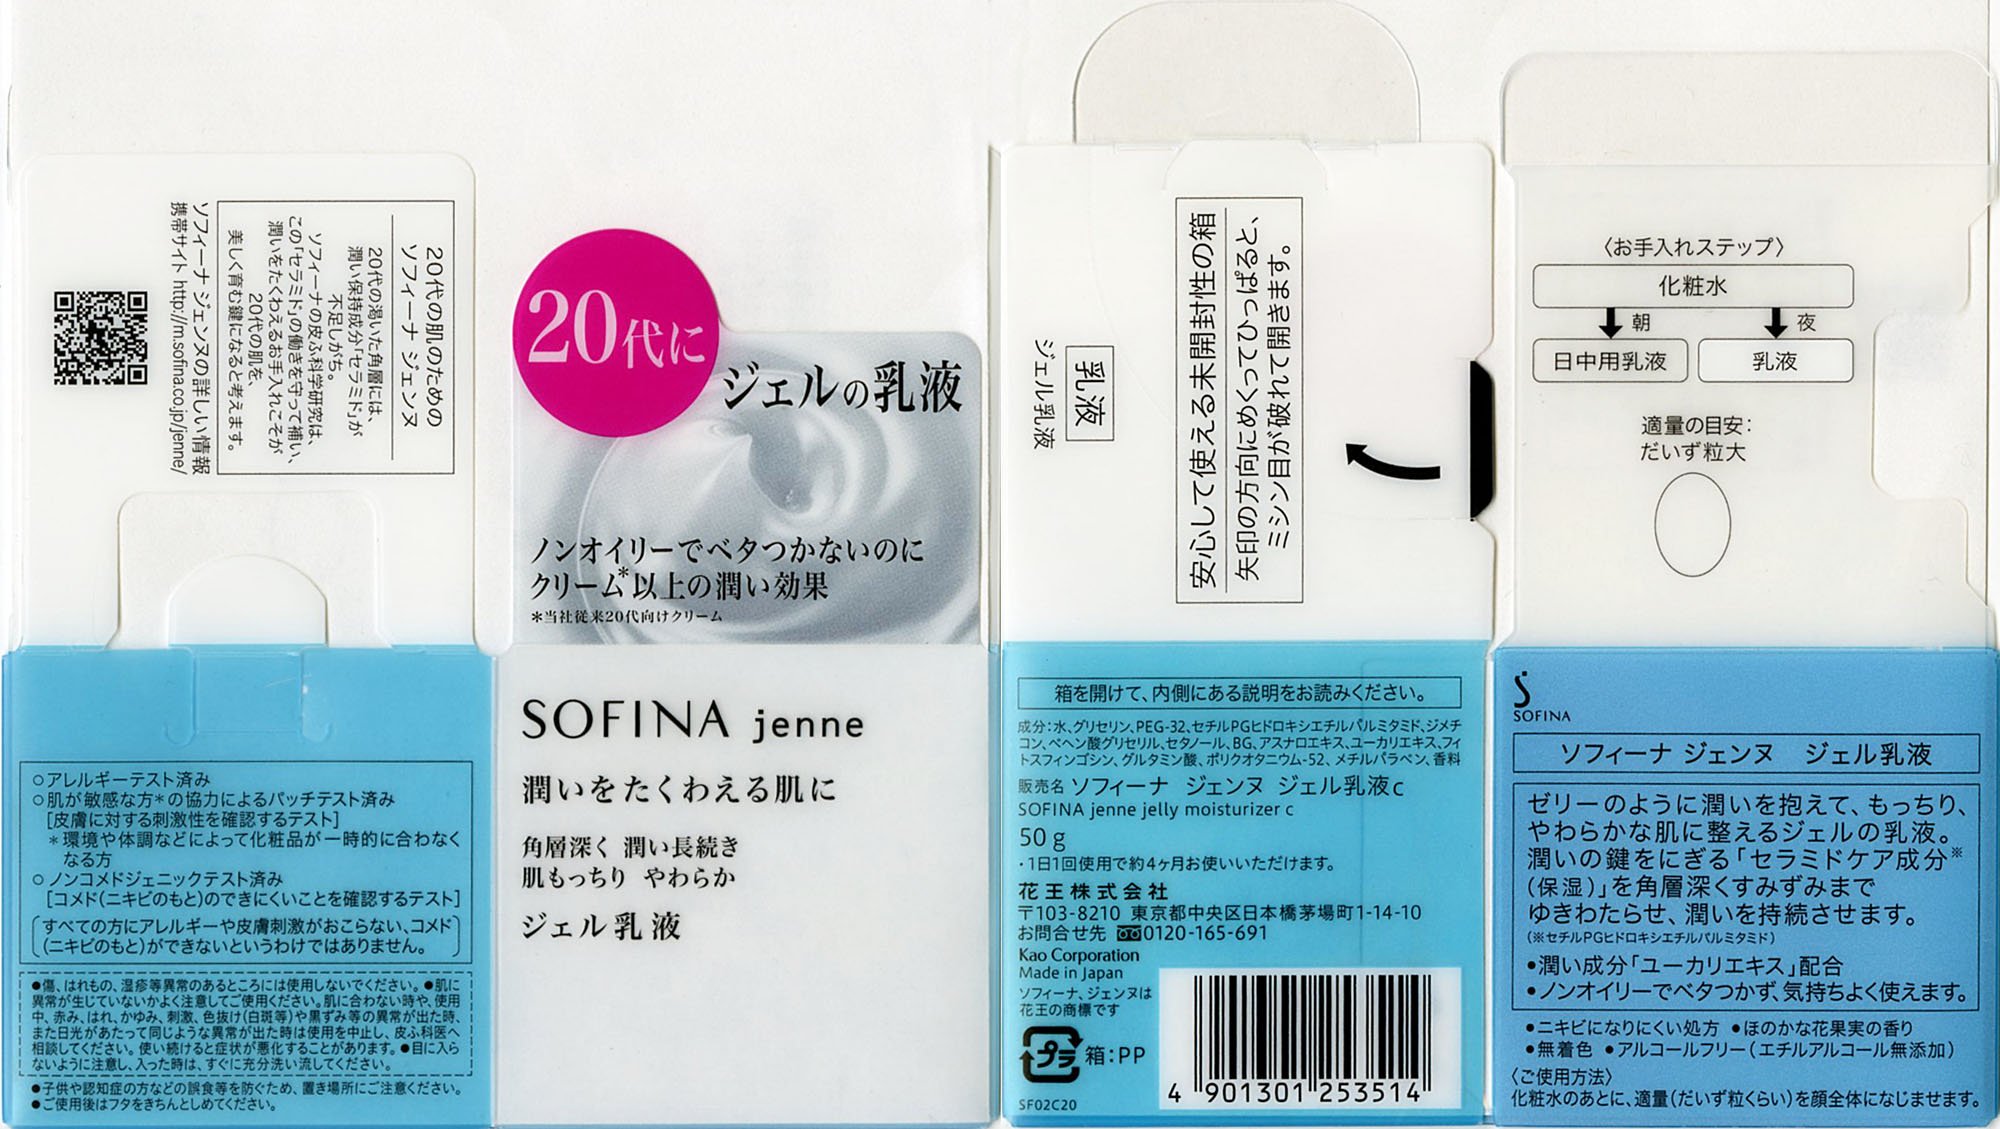 20代の肌のための
ソフィーナ ジェンヌ
20代の渇いた角層には、
潤い保持成分「セラミド」が
不足しがち。
ソフィーナの皮ふ科学研究は、
この「セラミド」の働きを守って補い、
潤いをたくわえるお手入れこそが
20代の肌を、
美しく育む鍵になると考えます。
ソフィーナ ジェンヌの詳しい情報
携帯サイト http://m.sofina.co.jp/jenne/
○アレルギーテスト済み
○肌が敏感な方*の協力によるパッチテスト済み
[皮膚に対する刺激性を確認するテスト]
*環境や体調などによって化粧品が一時的に合わなく
なる方
○ノンコメドジェニックテスト済み
[コメド(ニキビのもと)のできにくいことを確認するテスト]
(すべての方にアレルギーや皮膚刺激がおこらない、コメド
(ニキビのもと)ができないというわけではありません。)
●傷、はれもの、湿疹等異常のあるところには使用しないでください。●肌に
異常が生じていないかよく注意してご使用ください。肌に合わない時や、使用
中、赤み、はれ、かゆみ、刺激、色抜け(白斑等)や黒ずみ等の異常が出た時、
また日光があたって同じような異常が出た時は使用を中止し、皮ふ科医へ
相談してください。使い続けると症状が悪化することがあります。●目に入ら
ないように注意し、入った時は、すぐに充分洗い流してください。
●子供や認知症の方などの誤食等を防ぐため、置き場所にご注意ください。
●ご使用後はフタをきちんとしめてください。
20代に
ジェルの乳液
ノンオイリーでベタつかないのに
クリーム*以上の潤い効果
*当社従来20代向けクリーム
SOFINA jenne
潤いをたくわえる肌に
角層深く 潤い長続き
肌もっちり やわらか
ジェル乳液
乳液
ジェル乳液
安心して使える未開封性の箱
矢印の方向にめくってひっぱると、
ミシン目が破れて開きます。
箱を開けて、内側にある説明をお読みください。
成分:水、グリセリン、PEG-32、セチルPGヒドロキシエチルパルミタミド、ジメチ
コン、ベヘン酸グリセリル、セタノール、BG、アスナロエキス、ユーカリエキス、フィ
トスフィンゴシン、グルタミン酸、ポリクオタニウム-52、メチルパラベン、香料
販売名 ソフィーナ ジェンヌ ジェル乳液c
SOFINA jenne jelly moisturizer c
50 g
・1日1回使用で約4ヶ月お使いいただけます。
花王株式会社
〒103-8210 東京都中央区日本橋茅場町1-14-10
お問合せ先 0120-165-691
Kao Corporation
Made in Japan
ソフィーナ、ジェンヌは
花王の商標です
プラ 箱:PP
SF02C20
4 901301 253514
〈お手入れステップ〉
化粧水
朝 夜
日中用乳液 乳液
適量の目安:
だいず粒大
SOFINA
ソフィーナ ジェンヌ ジェル乳液
ゼリーのように潤いを抱えて、もっちり、
やわらかな肌に整えるジェルの乳液。
潤いの鍵をにぎる「セラミドケア成分※
(保湿)」を角層深くすみずみまで
ゆきわたらせ、潤いを持続させます。
(※セチルPGヒドロキシエチルパルミタミド)
●潤い成分「ユーカリエキス」配合
●ノンオイリーでベタつかず、気持ちよく使えます。
●ニキビになりにくい処方 ●ほのかな花果実の香り
●無着色 ●アルコールフリー(エチルアルコール無添加)
〈ご使用方法〉
化粧水のあとに、適量(だいず粒くらい)を顔全体になじませます。